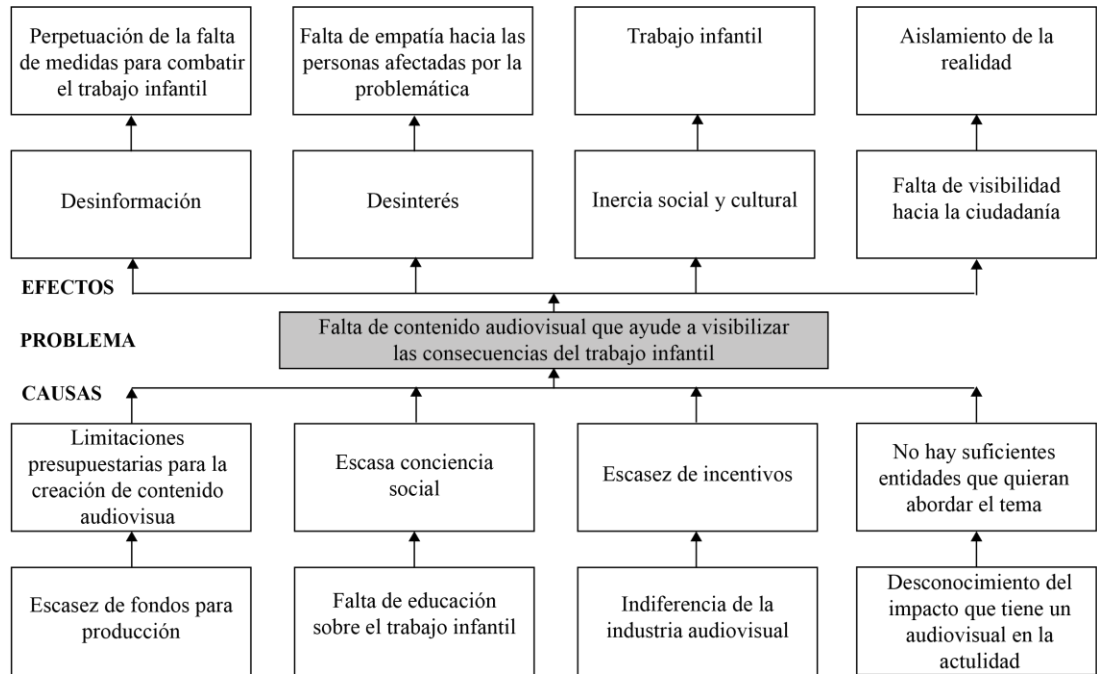 Perpetuación de la falta
de medidas para combatir
el trabajo infantil
Falta de empatía hacia las
personas afectadas por la
problemática
Trabajo infantil
Aislamiento de la
realidad
Desinformación
Desinterés
Inercia social y cultural
Falta de visibilidad
hacia la ciudadanía
EFECTOS
PROBLEMA
Falta de contenido audiovisual que ayude a visibilizar
las consecuencias del trabajo infantil
CAUSAS
Limitaciones
presupuestarias para la
creación de contenido
audiovisua
Escasa conciencia
social
Escasez de incentivos
No hay suficientes
entidades que quieran
abordar el tema
Escasez de fondos para
producción
Falta de educación
sobre el trabajo infantil
Indiferencia de la
industria audiovisual
Desconocimiento del
impacto que tiene un
audiovisual en la
actulidad